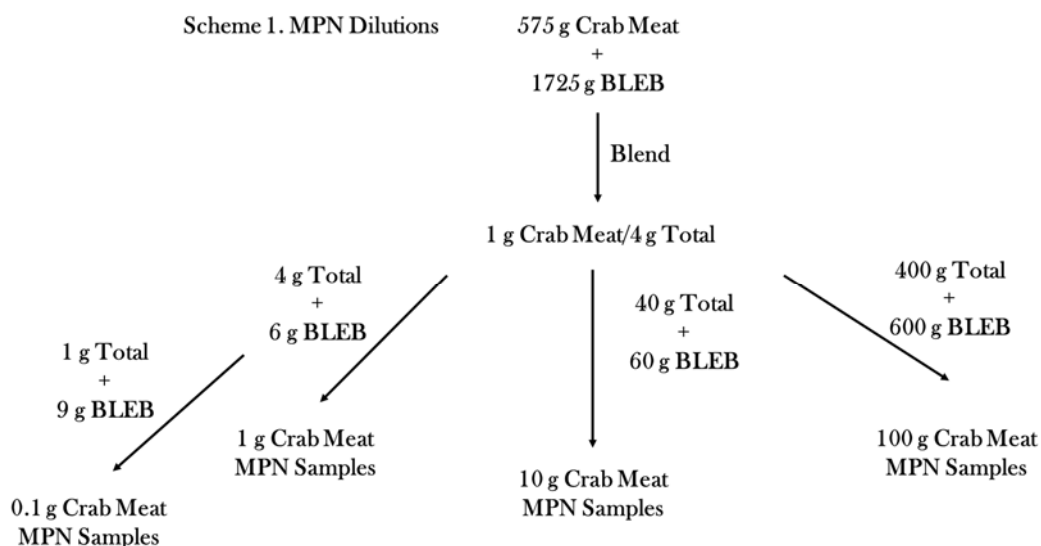 Scheme 1. MPN Dilutions
575 g Crab Meat
+
1725 g BLEB
Blend
1 g Crab Meat/4 g Total
4 g Total
+
6 g BLEB
40 g Total
+
60 g BLEB
400 g Total
+
600 g BLEB
1 g Total
+
9 g BLEB
1 g Crab Meat
MPN Samples
100 g Crab Meat
MPN Samples
10 g Crab Meat
MPN Samples
0.1 g Crab Meat
MPN Samples